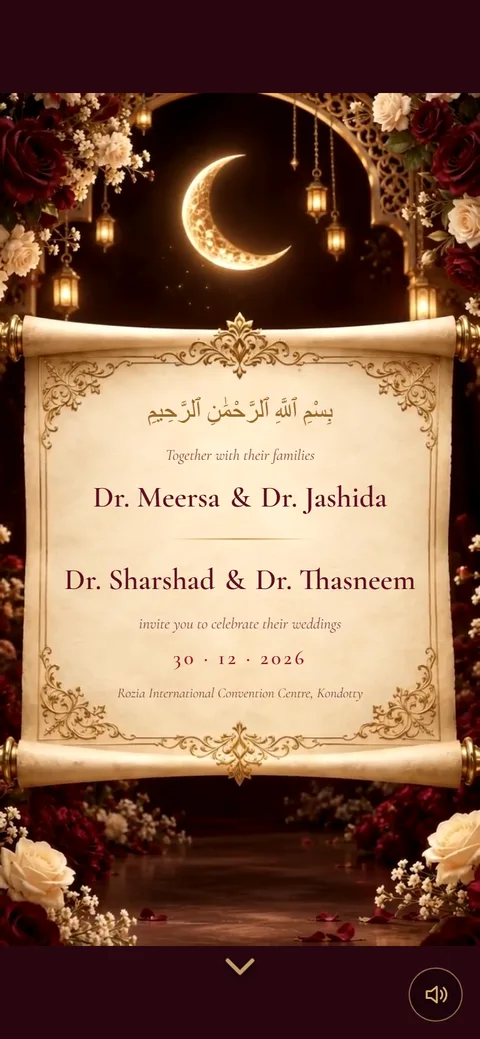 بِسْمِ ٱللَّٰهِ ٱلرَّحْمَٰنِ ٱلرَّحِيمِ
Together with their families
Dr. Meersa & Dr. Jashida
Dr. Sharshad & Dr. Thasneem
invite you to celebrate their weddings
30 · 12 · 2026
Rozia International Convention Centre, Kondotty